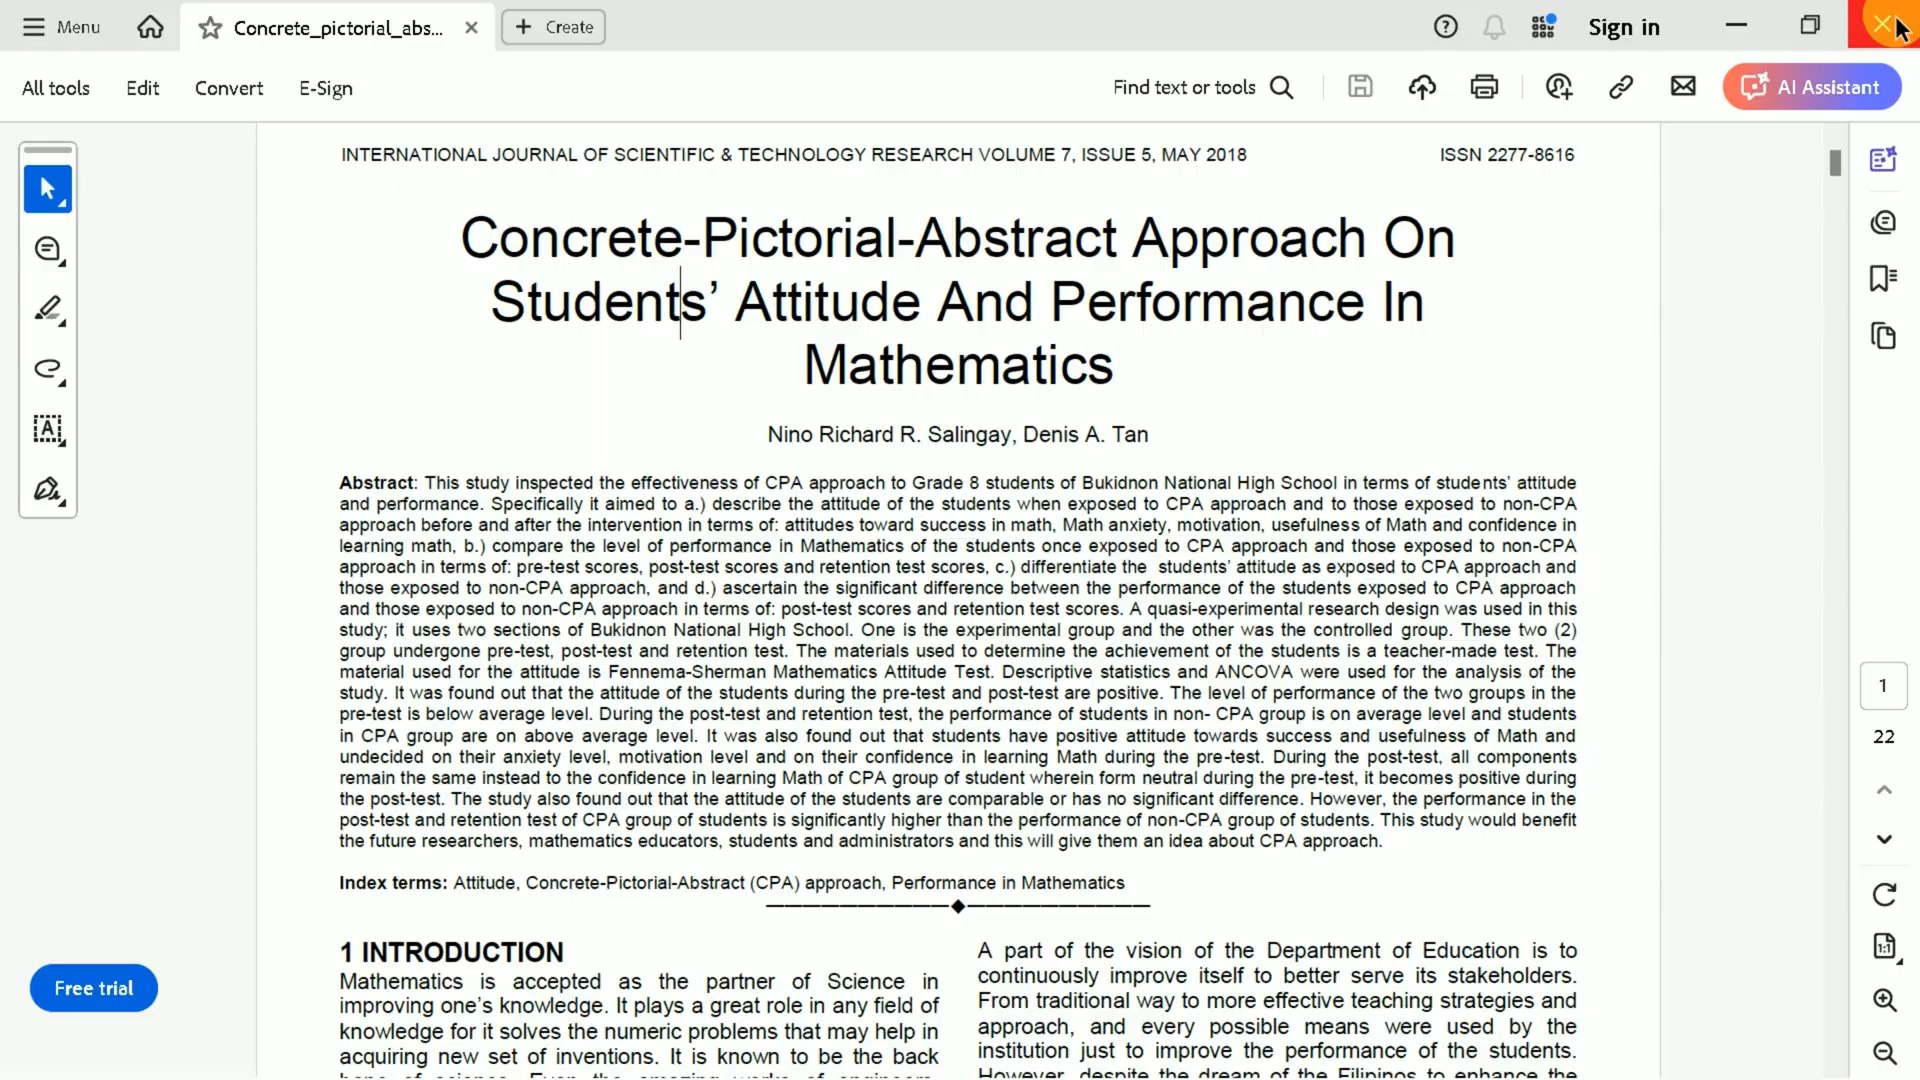 Menu
Concrete_pictorial_abs...
Create
Sign in
All tools
Edit
Convert
E-Sign
Find text or tools
AI Assistant
INTERNATIONAL JOURNAL OF SCIENTIFIC & TECHNOLOGY RESEARCH VOLUME 7, ISSUE 5, MAY 2018 ISSN 2277-8616
Concrete-Pictorial-Abstract Approach On
Students’ Attitude And Performance In
Mathematics
Nino Richard R. Salingay, Denis A. Tan
Abstract: This study inspected the effectiveness of CPA approach to Grade 8 students of Bukidnon National High School in terms of students’ attitude
and performance. Specifically it aimed to a.) describe the attitude of the students when exposed to CPA approach and to those exposed to non-CPA
approach before and after the intervention in terms of: attitudes toward success in math, Math anxiety, motivation, usefulness of Math and confidence in
learning math, b.) compare the level of performance in Mathematics of the students once exposed to CPA approach and those exposed to non-CPA
approach in terms of: pre-test scores, post-test scores and retention test scores, c.) differentiate the students’ attitude as exposed to CPA approach and
those exposed to non-CPA approach, and d.) ascertain the significant difference between the performance of the students exposed to CPA approach
and those exposed to non-CPA approach in terms of: post-test scores and retention test scores. A quasi-experimental research design was used in this
study; it uses two sections of Bukidnon National High School. One is the experimental group and the other was the controlled group. These two (2)
group undergone pre-test, post-test and retention test. The materials used to determine the achievement of the students is a teacher-made test. The
material used for the attitude is Fennema-Sherman Mathematics Attitude Test. Descriptive statistics and ANCOVA were used for the analysis of the
study. It was found out that the attitude of the students during the pre-test and post-test are positive. The level of performance of the two groups in the
pre-test is below average level. During the post-test and retention test, the performance of students in non- CPA group is on average level and students
in CPA group are on above average level. It was also found out that students have positive attitude towards success and usefulness of Math and
undecided on their anxiety level, motivation level and on their confidence in learning Math during the pre-test. During the post-test, all components
remain the same instead to the confidence in learning Math of CPA group of student wherein form neutral during the pre-test, it becomes positive during
the post-test. The study also found out that the attitude of the students are comparable or has no significant difference. However, the performance in the
post-test and retention test of CPA group of students is significantly higher than the performance of non-CPA group of students. This study would benefit
the future researchers, mathematics educators, students and administrators and this will give them an idea about CPA approach.
Index terms: Attitude, Concrete-Pictorial-Abstract (CPA) approach, Performance in Mathematics
1 INTRODUCTION
Mathematics is accepted as the partner of Science in
improving one’s knowledge. It plays a great role in any field of
knowledge for it solves the numeric problems that may help in
acquiring new set of inventions. It is known to be the back
A part of the vision of the Department of Education is to
continuously improve itself to better serve its stakeholders.
From traditional way to more effective teaching strategies and
approach, and every possible means were used by the
institution just to improve the performance of the students.
However, despite the dream of the Filipinos to enhance the
1
22
1:1
Free trial